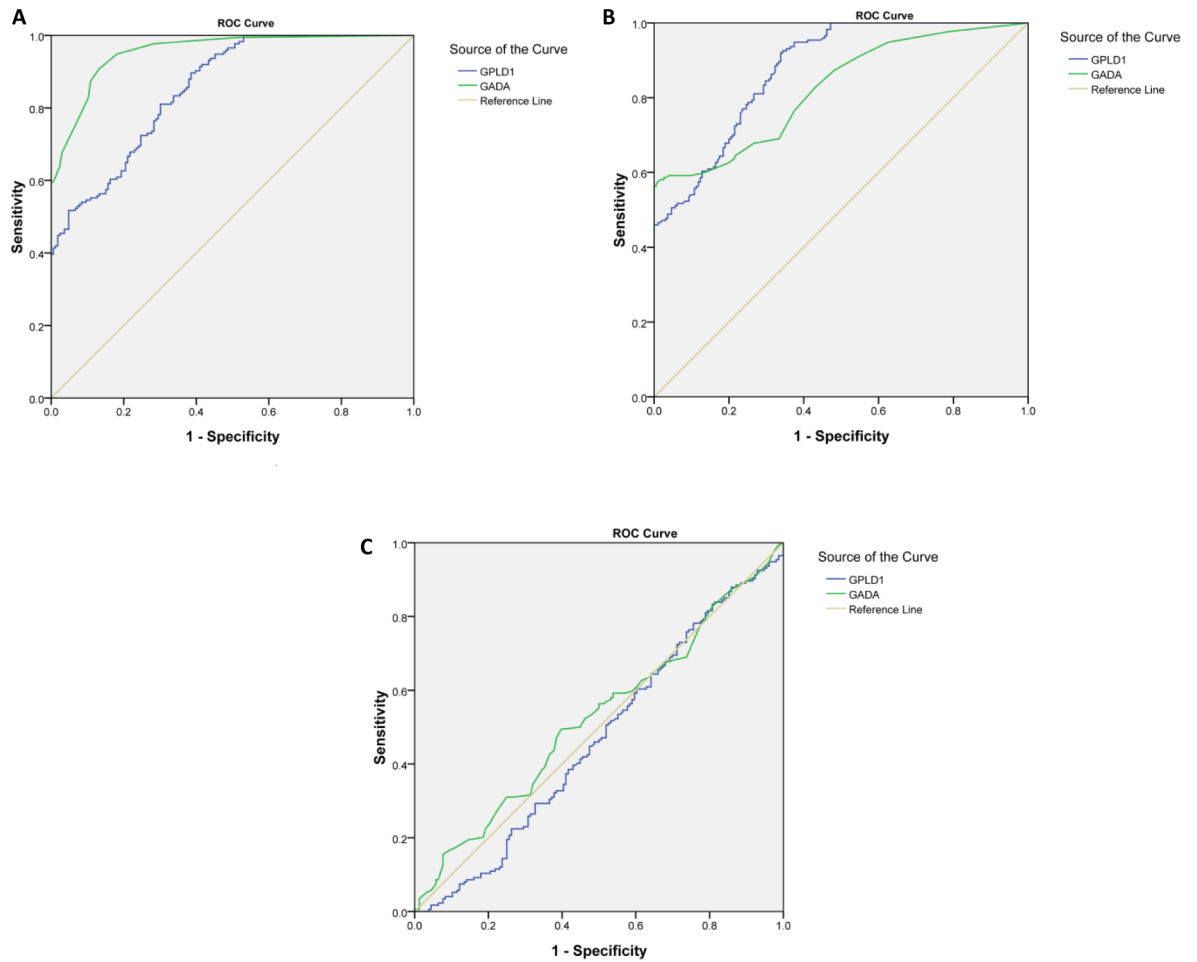 A
ROC Curve
1.0
0.8
0.6
0.4
0.2
0.0
0.0 0.2 0.4 0.6 0.8 1.0
Sensitivity
1 - Specificity
Source of the Curve
GPLD1
GADA
Reference Line
B
ROC Curve
1.0
0.8
0.6
0.4
0.2
0.0
0.0 0.2 0.4 0.6 0.8 1.0
Sensitivity
1 - Specificity
Source of the Curve
GPLD1
GADA
Reference Line
C
ROC Curve
1.0
0.8
0.6
0.4
0.2
0.0
0.0 0.2 0.4 0.6 0.8 1.0
Sensitivity
1 - Specificity
Source of the Curve
GPLD1
GADA
Reference Line